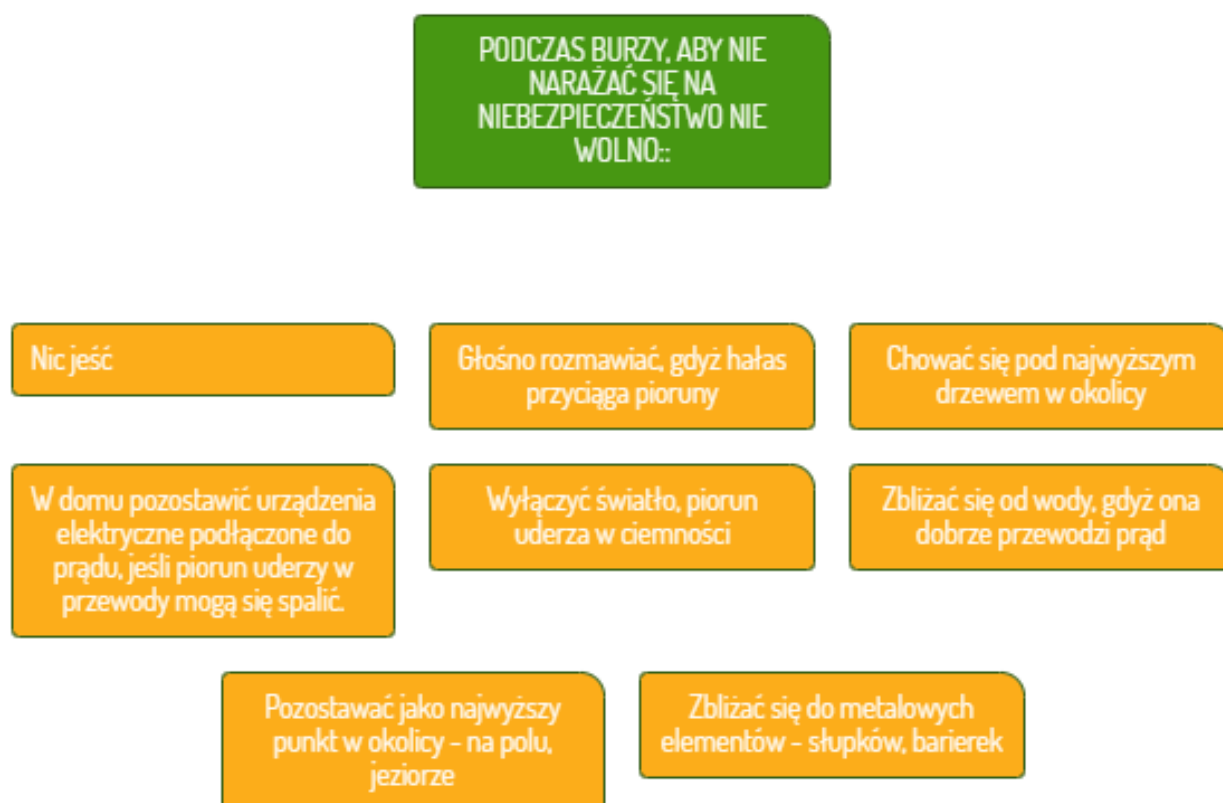 PODCZAS BURZY, ABY NIE
NARAŻAĆ SIĘ NA
NIEBEZPIECZEŃSTWO NIE
WOLNO::
Nic jeść
Głośno rozmawiać, gdyż hałas
przyciąga pioruny
Chować się pod najwyższym
drzewem w okolicy
W domu pozostawić urządzenia
elektryczne podłączone do
prądu, jeśli piorun uderzy w
przewody mogą się spalić.
Wyłączyć światło, piorun
uderza w ciemności
Zbliżać się od wody, gdyż ona
dobrze przewodzi prąd
Pozostawać jako najwyższy
punkt w okolicy - na polu,
jeziorze
Zbliżać się do metalowych
elementów - słupków, barierek